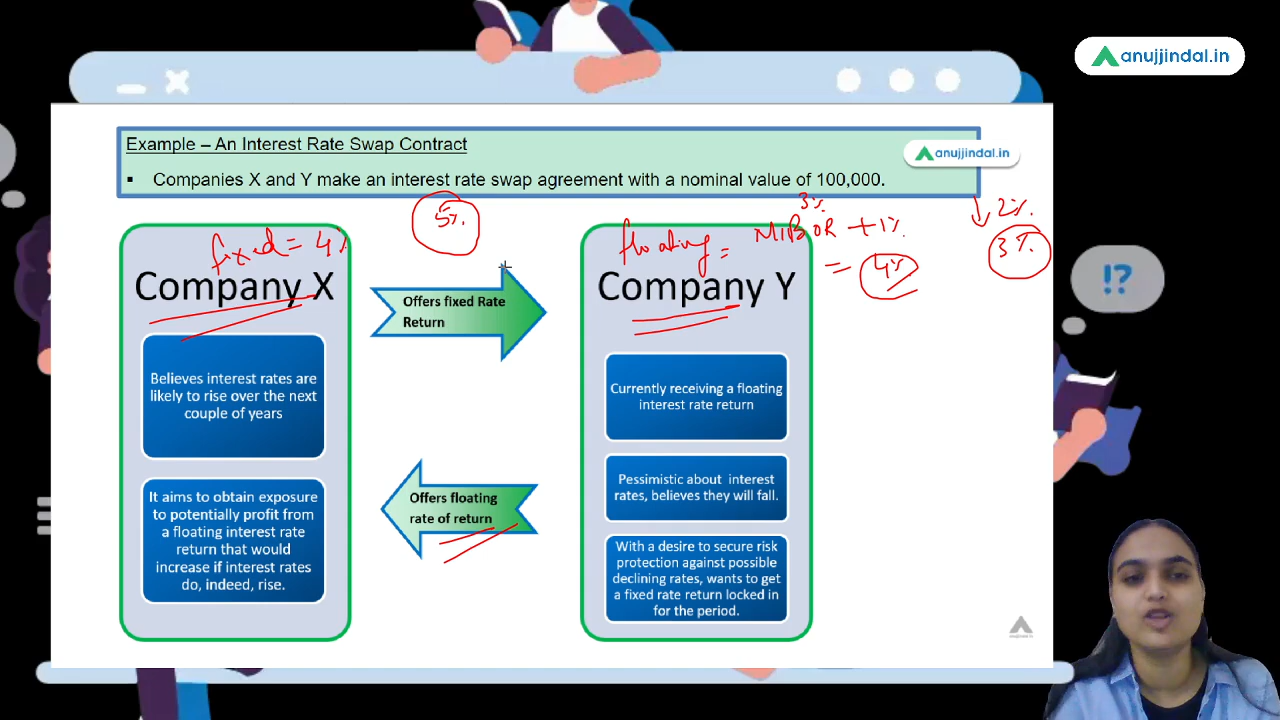 anujjindal.in
Example – An Interest Rate Swap Contract
anujjindal.in
▪ Companies X and Y make an interest rate swap agreement with a nominal value of 100,000.
5%
3%
↓ 2%
fixed = 4%
floating = MIBOR + 1%
= 4%
3%
Company X
Company Y
Offers fixed Rate
Return
!?
Believes interest rates are
likely to rise over the next
couple of years
Currently receiving a floating
interest rate return
Pessimistic about interest
rates, believes they will fall.
It aims to obtain exposure
to potentially profit from
a floating interest rate
return that would
increase if interest rates
do, indeed, rise.
Offers floating
rate of return
With a desire to secure risk
protection against possible
declining rates, wants to get
a fixed rate return locked in
for the period.
anujjindal.in